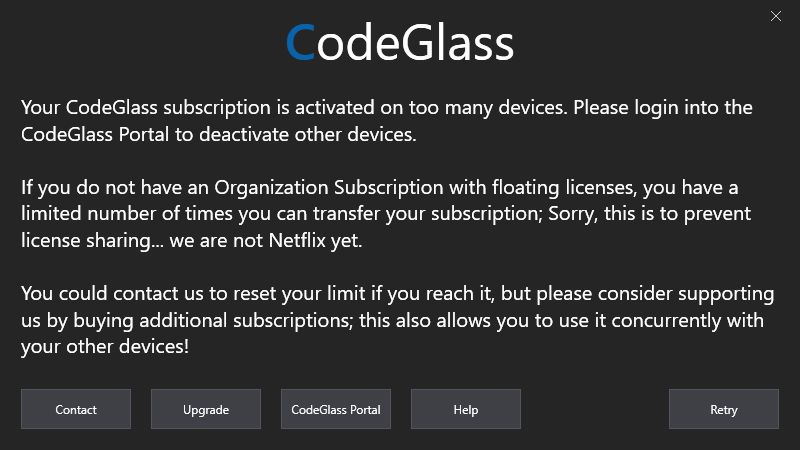 CodeGlass
Your CodeGlass subscription is activated on too many devices. Please login into the
CodeGlass Portal to deactivate other devices.
If you do not have an Organization Subscription with floating licenses, you have a
limited number of times you can transfer your subscription; Sorry, this is to prevent
license sharing... we are not Netflix yet.
You could contact us to reset your limit if you reach it, but please consider supporting
us by buying additional subscriptions; this also allows you to use it concurrently with
your other devices!
Contact
Upgrade
CodeGlass Portal
Help
Retry